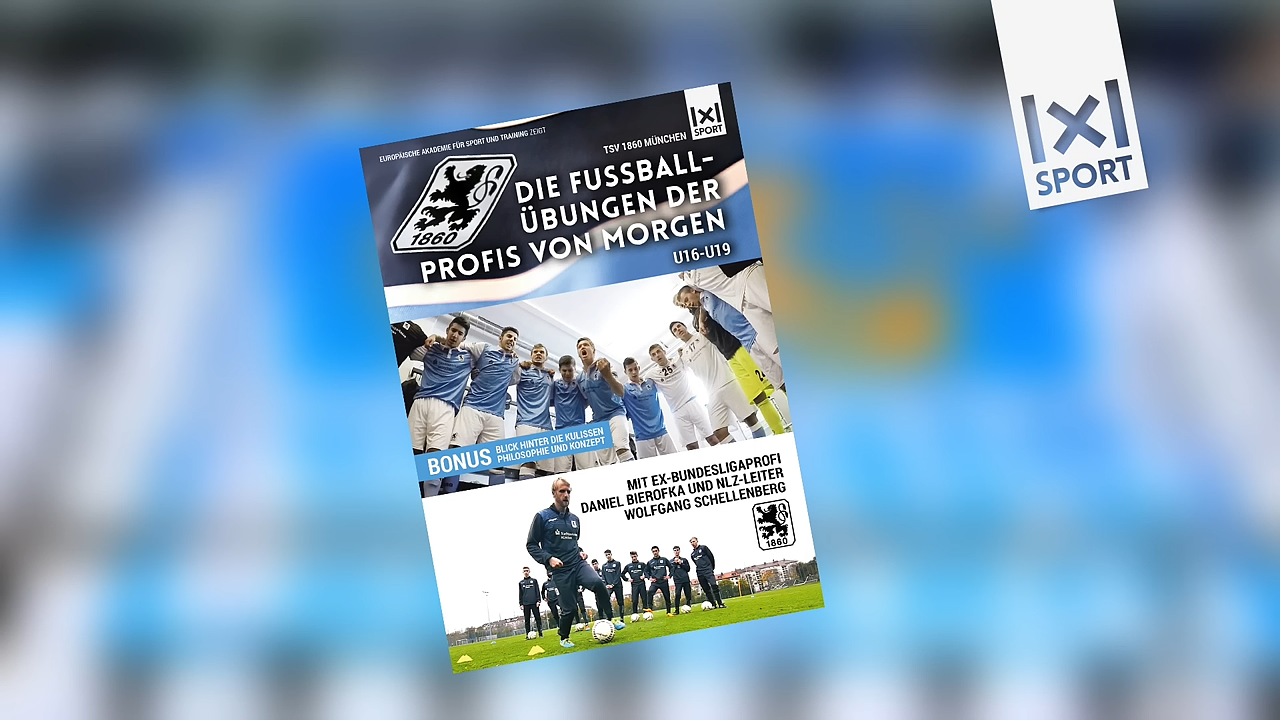 EUROPÄISCHE AKADEMIE FÜR SPORT UND TRAINING ZEIGT
1X1
SPORT
TSV 1860 MÜNCHEN
DIE FUSSBALL-
ÜBUNGEN DER
PROFIS VON MORGEN
U16-U19
1860
BONUS
BLICK HINTER DIE KULISSEN
PHILOSOPHIE UND KONZEPT
MIT EX-BUNDESLIGAPROFI
DANIEL BIEROFKA UND NLZ-LEITER
WOLFGANG SCHELLENBERG
1860
1X1
SPORT